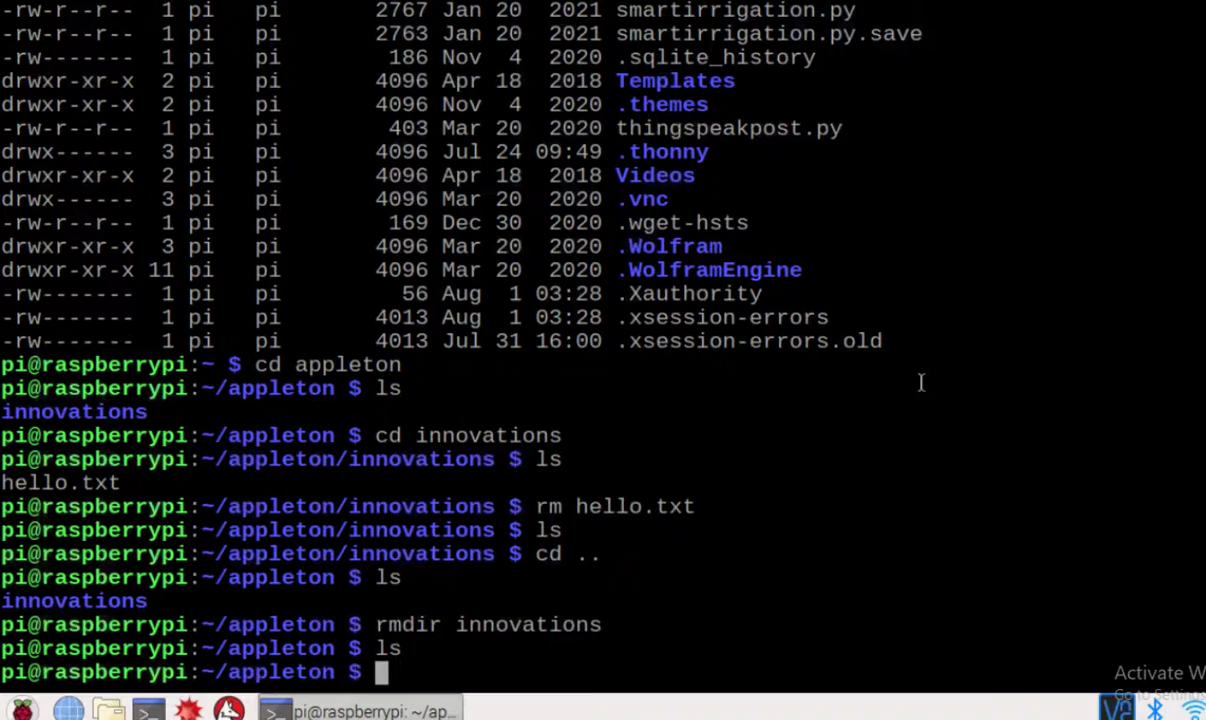 -rw-r--r-- 1 pi pi 2767 Jan 20 2021 smartirrigation.py
-rw-r--r-- 1 pi pi 2763 Jan 20 2021 smartirrigation.py.save
-rw------- 1 pi pi 186 Nov 4 2020 .sqlite_history
drwxr-xr-x 2 pi pi 4096 Apr 18 2018 Templates
drwxr-xr-x 2 pi pi 4096 Nov 4 2020 .themes
-rw-r--r-- 1 pi pi 403 Mar 20 2020 thingspeakpost.py
drwx------ 3 pi pi 4096 Jul 24 09:49 .thonny
drwxr-xr-x 2 pi pi 4096 Apr 18 2018 Videos
drwx------ 3 pi pi 4096 Mar 20 2020 .vnc
-rw-r--r-- 1 pi pi 169 Dec 30 2020 .wget-hsts
drwxr-xr-x 3 pi pi 4096 Mar 20 2020 .Wolfram
drwxr-xr-x 11 pi pi 4096 Mar 20 2020 .WolframEngine
-rw------- 1 pi pi 56 Aug 1 03:28 .Xauthority
-rw------- 1 pi pi 4013 Aug 1 03:28 .xsession-errors
-rw------- 1 pi pi 4013 Jul 31 16:00 .xsession-errors.old
pi@raspberrypi:~ $ cd appleton
pi@raspberrypi:~/appleton $ ls
innovations
pi@raspberrypi:~/appleton $ cd innovations
pi@raspberrypi:~/appleton/innovations $ ls
hello.txt
pi@raspberrypi:~/appleton/innovations $ rm hello.txt
pi@raspberrypi:~/appleton/innovations $ ls
pi@raspberrypi:~/appleton/innovations $ cd ..
pi@raspberrypi:~/appleton $ ls
innovations
pi@raspberrypi:~/appleton $ rmdir innovations
pi@raspberrypi:~/appleton $ ls
pi@raspberrypi:~/appleton $
Activate W
Go to Settings
pi@raspberrypi: ~/ap...